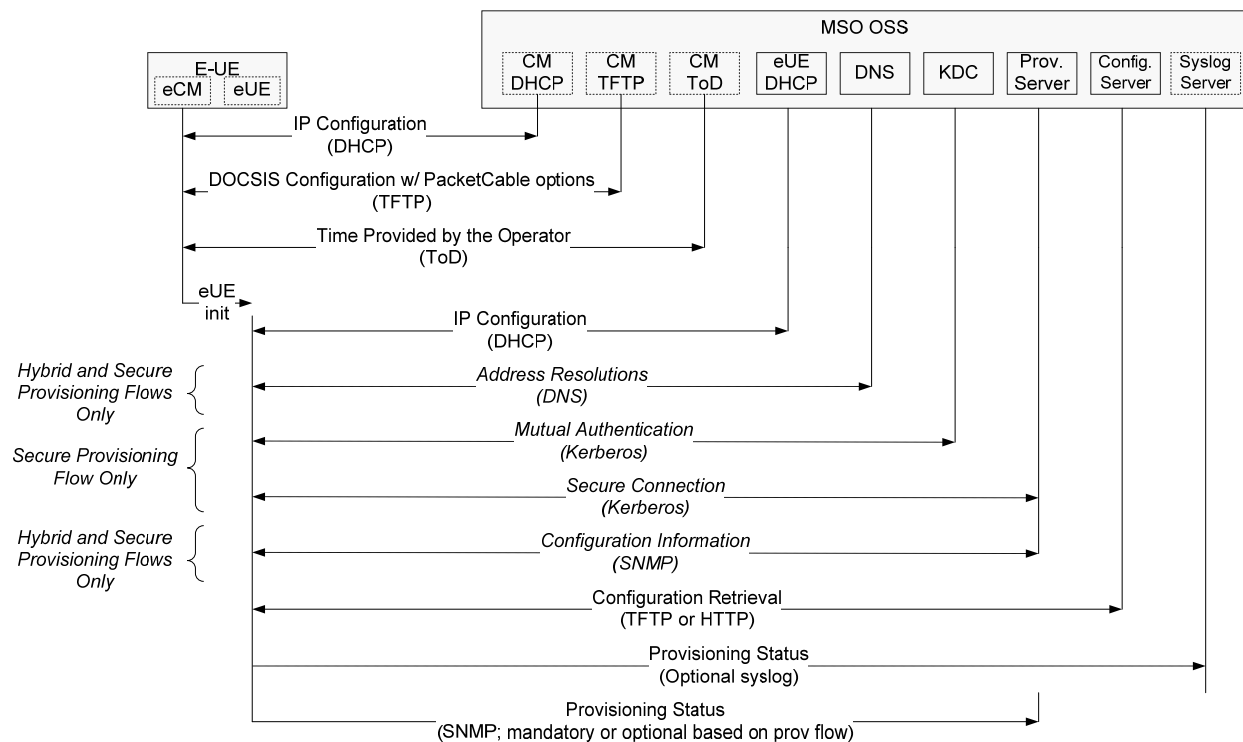 MSO OSS
E-UE
eCM
eUE
CM
DHCP
CM
TFTP
CM
ToD
eUE
DHCP
DNS
KDC
Prov.
Server
Config.
Server
Syslog
Server
IP Configuration
(DHCP)
DOCSIS Configuration w/ PacketCable options
(TFTP)
Time Provided by the Operator
(ToD)
eUE
init
IP Configuration
(DHCP)
Hybrid and Secure
Provisioning Flows
Only
Address Resolutions
(DNS)
Mutual Authentication
(Kerberos)
Secure Provisioning
Flow Only
Secure Connection
(Kerberos)
Hybrid and Secure
Provisioning Flows
Only
Configuration Information
(SNMP)
Configuration Retrieval
(TFTP or HTTP)
Provisioning Status
(Optional syslog)
Provisioning Status
(SNMP; mandatory or optional based on prov flow)